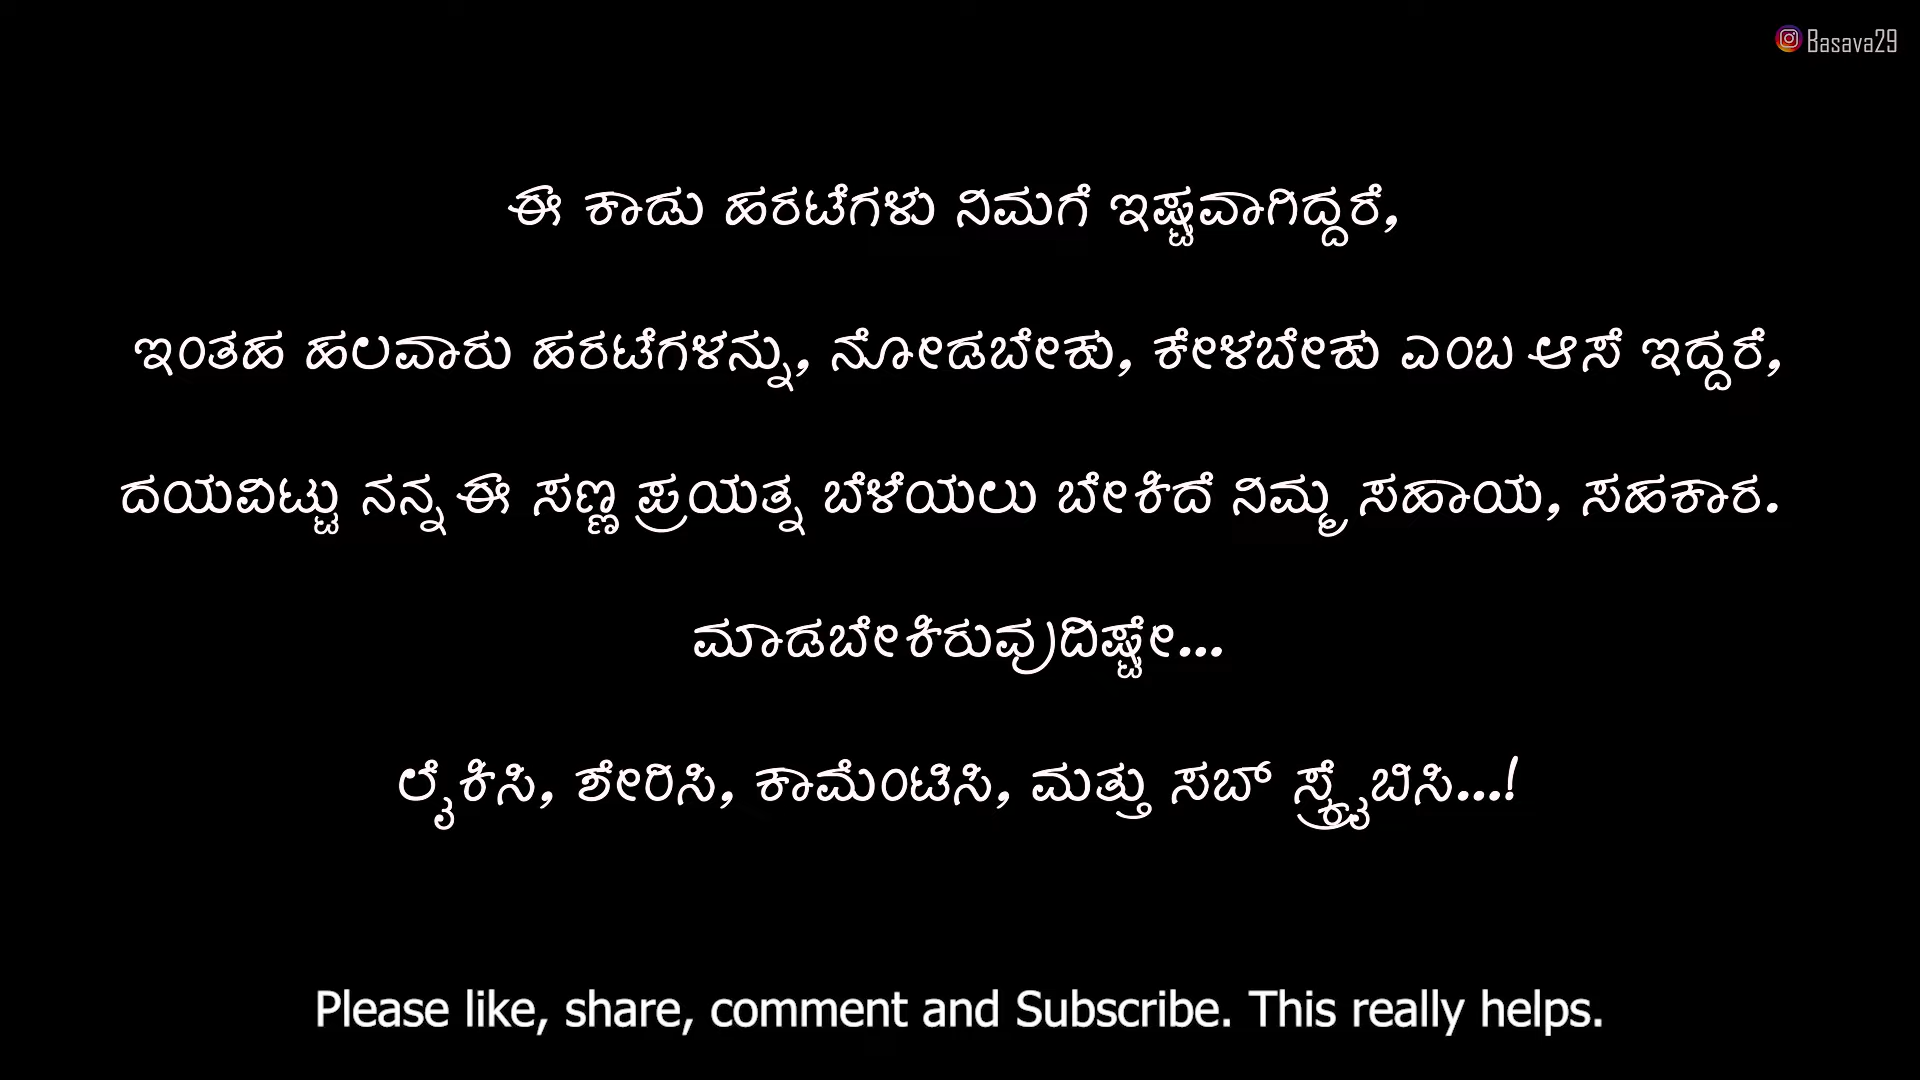 Basava29
ಈ ಕಾಡು ಹರಟೆಗಳು ನಿಮಗೆ ಇಷ್ಟವಾಗಿದ್ದರೆ,
ಇಂತಹ ಹಲವಾರು ಹರಟೆಗಳನ್ನು, ನೋಡಬೇಕು, ಕೇಳಬೇಕು ಎಂಬ ಆಸೆ ಇದ್ದರೆ,
ದಯವಿಟ್ಟು ನನ್ನ ಈ ಸಣ್ಣ ಪ್ರಯತ್ನ ಬೆಳೆಯಲು ಬೇಕಿದೆ ನಿಮ್ಮ ಸಹಾಯ, ಸಹಕಾರ.
ಮಾಡಬೇಕಿರುವುದಿಷ್ಟೇ...
ಲೈಕಿಸಿ, ಶೇರಿಸಿ, ಕಾಮೆಂಟಿಸಿ, ಮತ್ತು ಸಬ್ ಸ್ಕ್ರೈಬಿಸಿ...!
Please like, share, comment and Subscribe. This really helps.